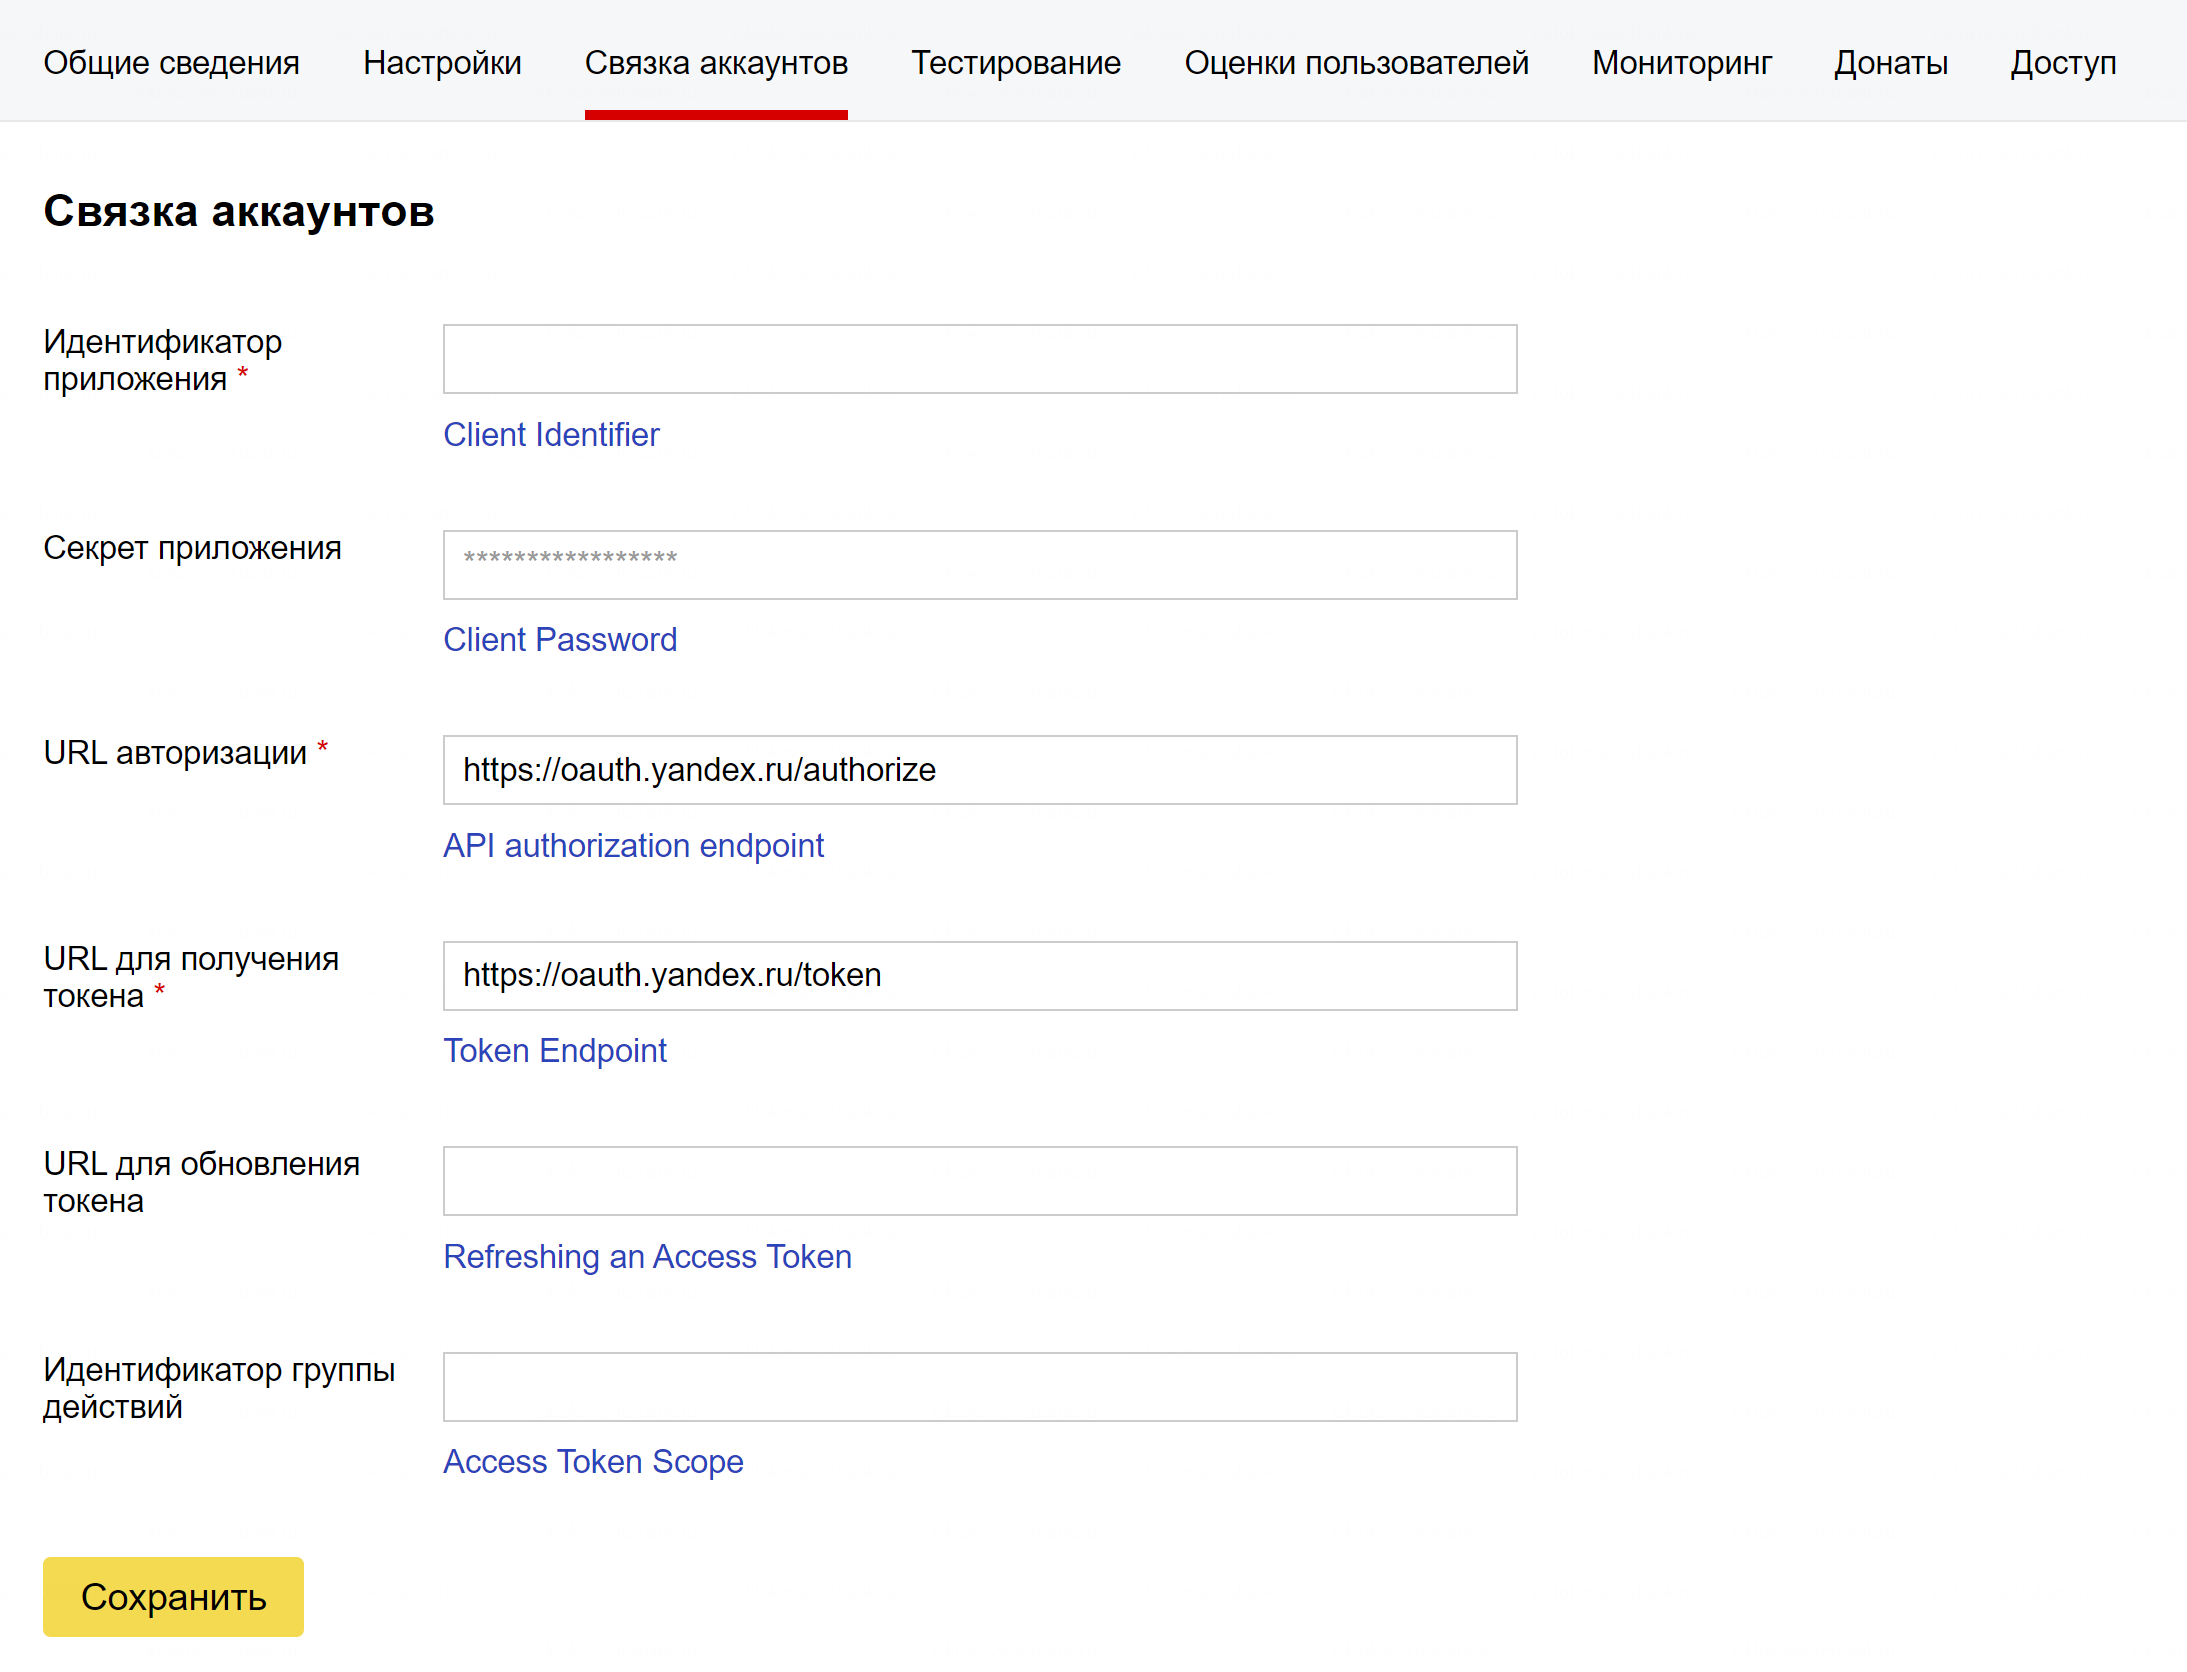 Общие сведения Настройки Связка аккаунтов Тестирование Оценки пользователей Мониторинг Донаты Доступ
Связка аккаунтов
Идентификатор
приложения *
Client Identifier
Секрет приложения
*****************
Client Password
URL авторизации *
https://oauth.yandex.ru/authorize
API authorization endpoint
URL для получения
токена *
https://oauth.yandex.ru/token
Token Endpoint
URL для обновления
токена
Refreshing an Access Token
Идентификатор группы
действий
Access Token Scope
Сохранить